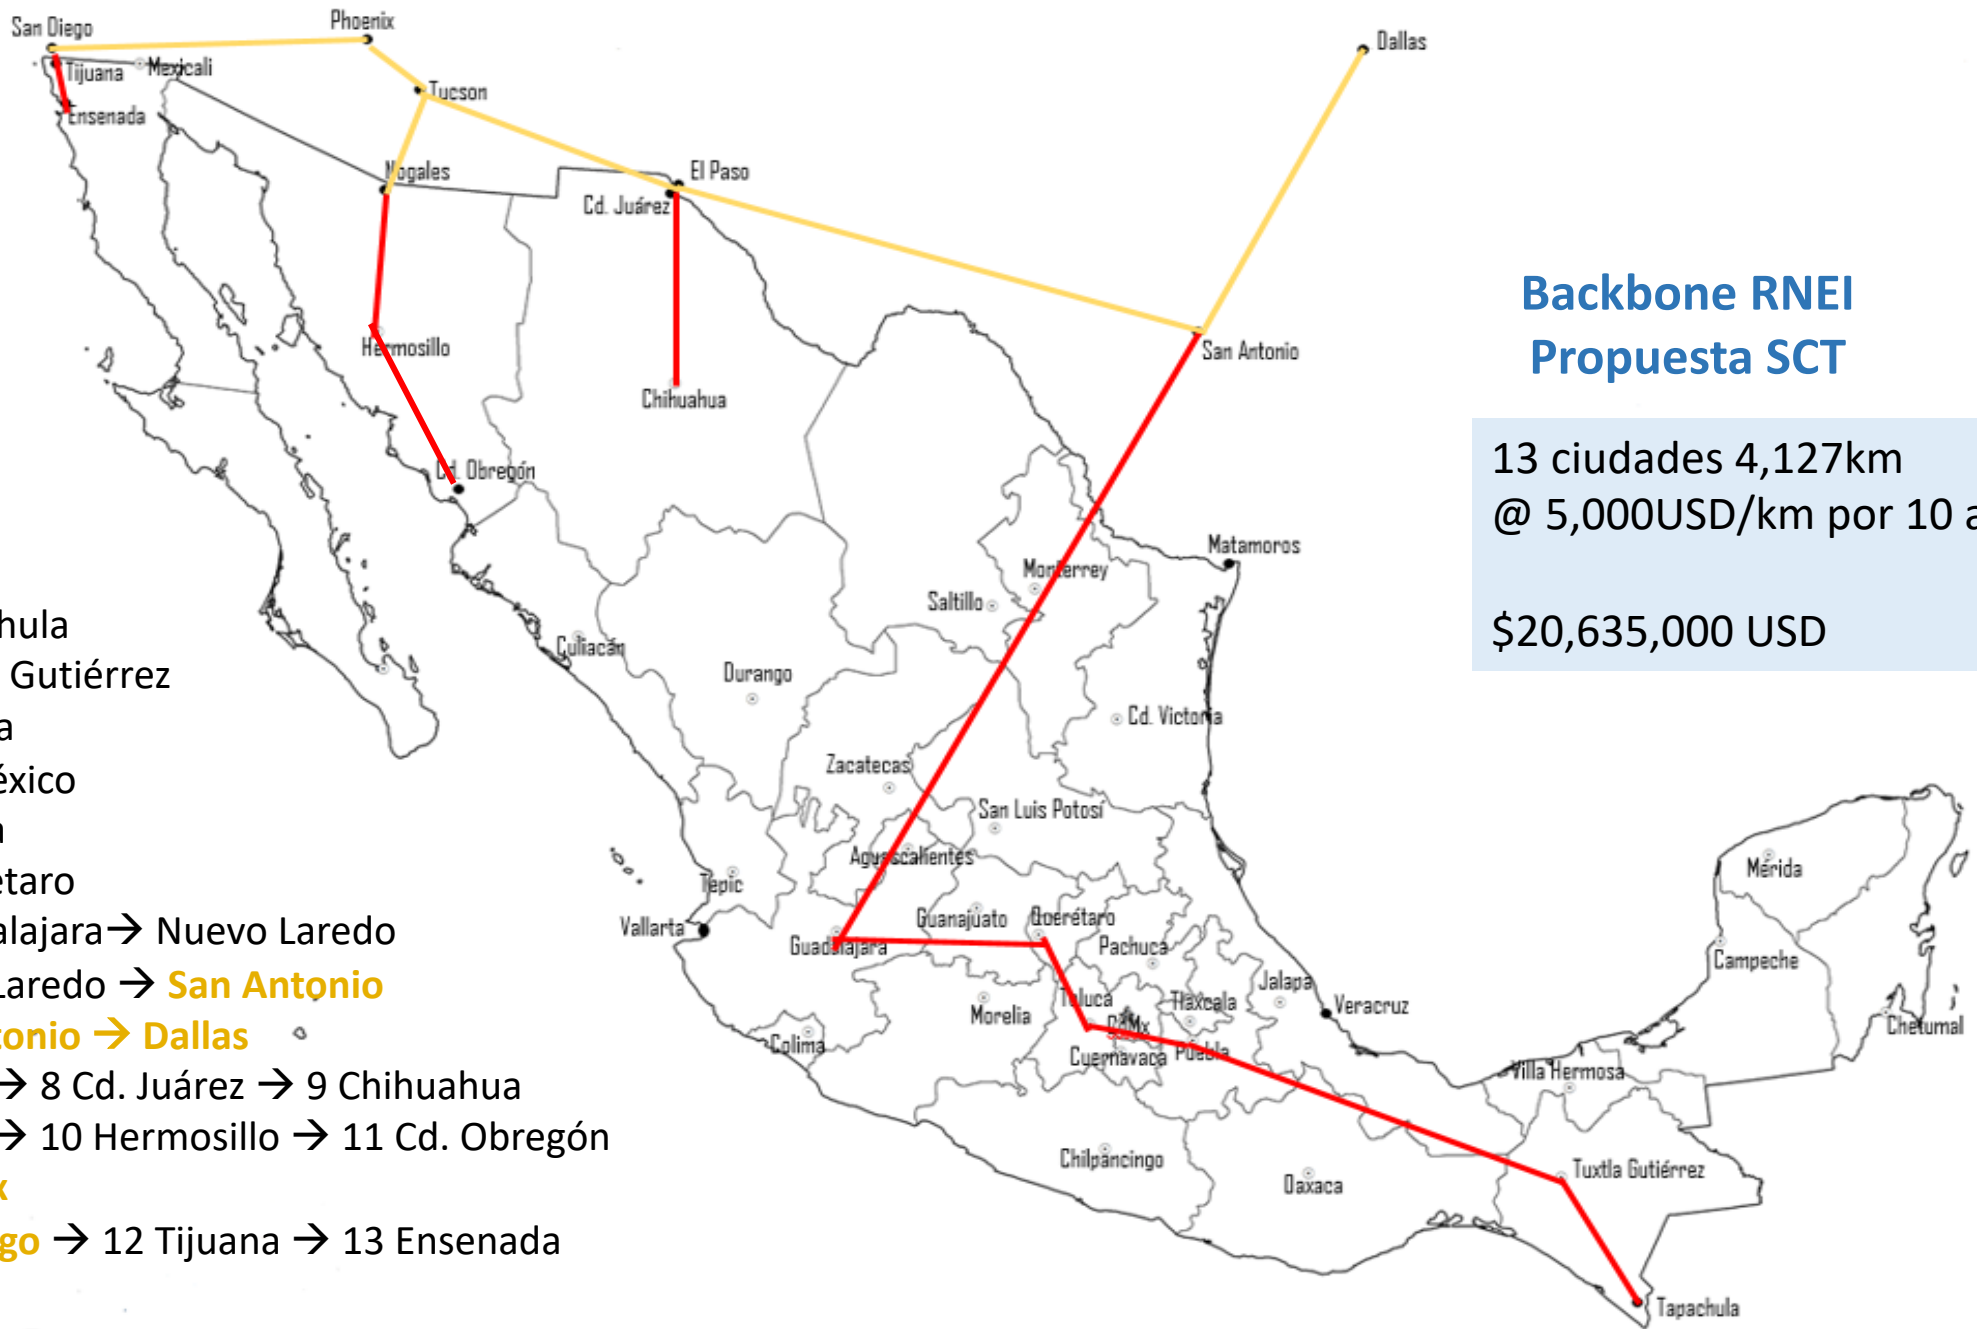 San Diego
Phoenix
Dallas
Tijuana
Mexicali
Tucson
Ensenada
Nogales
El Paso
Cd. Juárez
Hermosillo
San Antonio
Chihuahua
Cd. Obregón
Matamoros
Monterrey
Saltillo
Culiacán
Durango
Cd. Victoria
Zacatecas
San Luis Potosí
Aguascalientes
Tepic
Vallarta
Guadalajara
Guanajuato
Querétaro
Pachuca
Mérida
Campeche
Chetumal
Jalapa
Tlaxcala
Veracruz
Toluca
CdMx
Morelia
Colima
Cuernavaca
Puebla
Villa Hermosa
Chilpancingo
Oaxaca
Tuxtla Gutiérrez
Tapachula
Backbone RNEI
Propuesta SCT
13 ciudades 4,127km
@ 5,000USD/km por 10 a
$20,635,000 USD
hula
Gutiérrez
a
éxico
etaro
alajara→ Nuevo Laredo
Laredo → San Antonio
tonio → Dallas
→ 8 Cd. Juárez → 9 Chihuahua
→ 10 Hermosillo → 11 Cd. Obregón
x
go → 12 Tijuana → 13 Ensenada